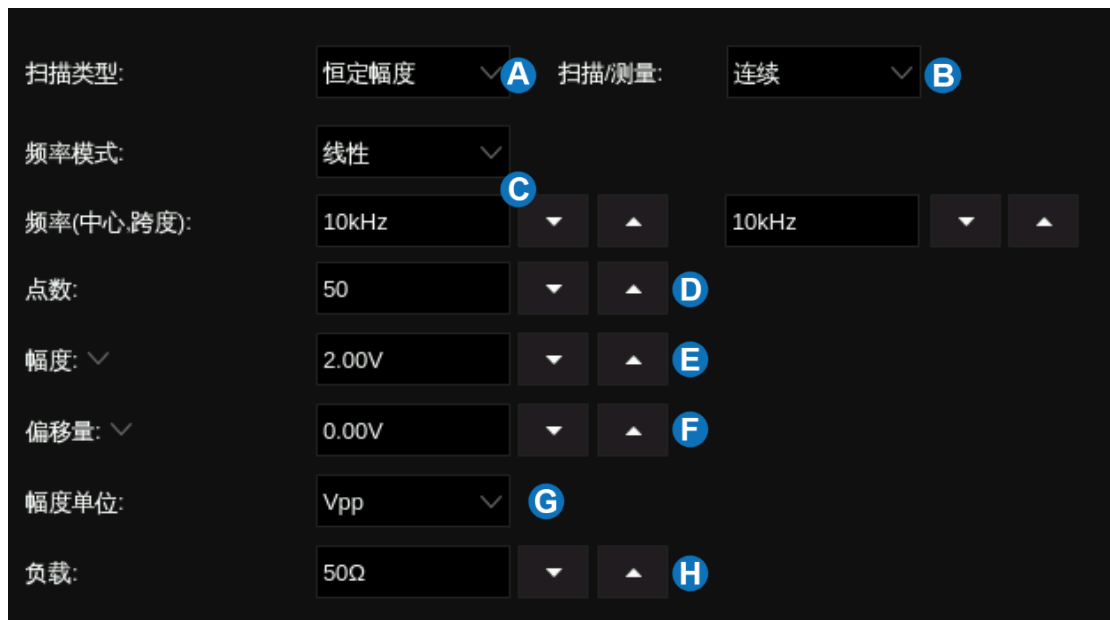 扫描类型: 恒定幅度 A 扫描/测量: 连续 B
频率模式: 线性
C
频率(中心,跨度): 10kHz 10kHz
点数: 50 D
幅度: 2.00V E
偏移量: 0.00V F
幅度单位: Vpp G
负载: 50Ω H